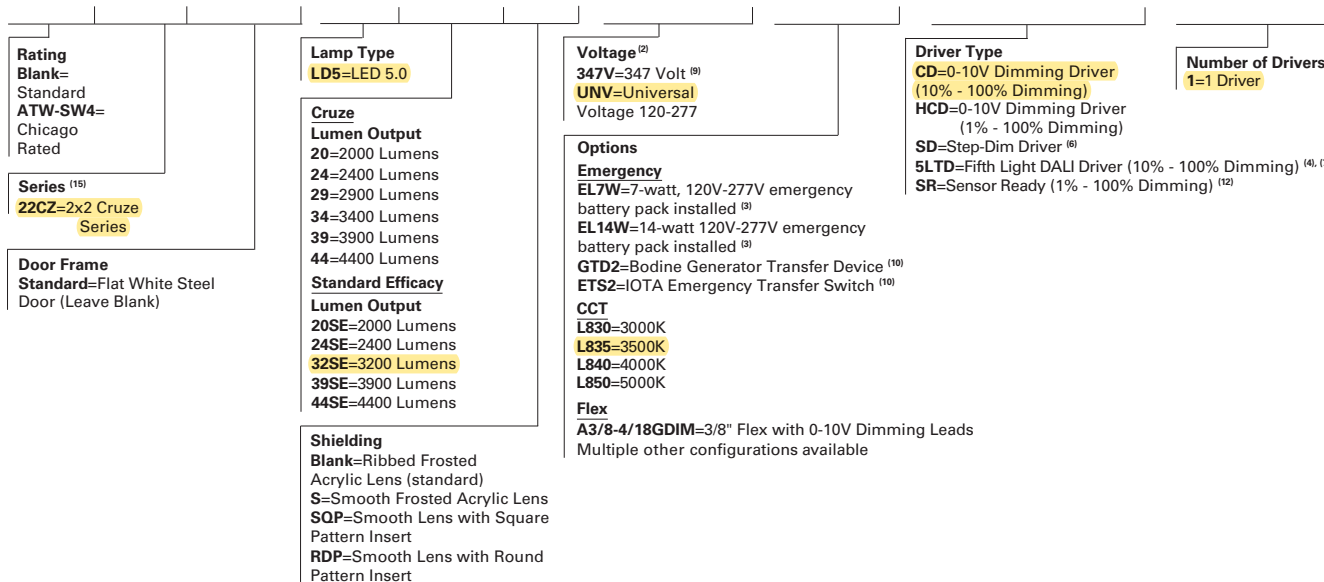 Rating
Blank=
Standard
ATW-SW4=
Chicago
Rated
Series (15)
22CZ=2x2 Cruze
Series
Door Frame
Standard=Flat White Steel
Door (Leave Blank)
Lamp Type
LD5=LED 5.0
Cruze
Lumen Output
20=2000 Lumens
24=2400 Lumens
29=2900 Lumens
34=3400 Lumens
39=3900 Lumens
44=4400 Lumens
Standard Efficacy
Lumen Output
20SE=2000 Lumens
24SE=2400 Lumens
32SE=3200 Lumens
39SE=3900 Lumens
44SE=4400 Lumens
Shielding
Blank=Ribbed Frosted
Acrylic Lens (standard)
S=Smooth Frosted Acrylic Lens
SQP=Smooth Lens with Square
Pattern Insert
RDP=Smooth Lens with Round
Pattern Insert
Voltage (2)
347V=347 Volt (9)
UNV=Universal
Voltage 120-277
Options
Emergency
EL7W=7-watt, 120V-277V emergency
battery pack installed (3)
EL14W=14-watt 120V-277V emergency
battery pack installed (3)
GTD2=Bodine Generator Transfer Device (10)
ETS2=IOTA Emergency Transfer Switch (10)
CCT
L830=3000K
L835=3500K
L840=4000K
L850=5000K
Flex
A3/8-4/18GDIM=3/8" Flex with 0-10V Dimming Leads
Multiple other configurations available
Driver Type
CD=0-10V Dimming Driver
(10% - 100% Dimming)
HCD=0-10V Dimming Driver
(1% - 100% Dimming)
SD=Step-Dim Driver (6)
5LTD=Fifth Light DALI Driver (10% - 100% Dimming) (4),
SR=Sensor Ready (1% - 100% Dimming) (12)
Number of Drivers
1=1 Driver